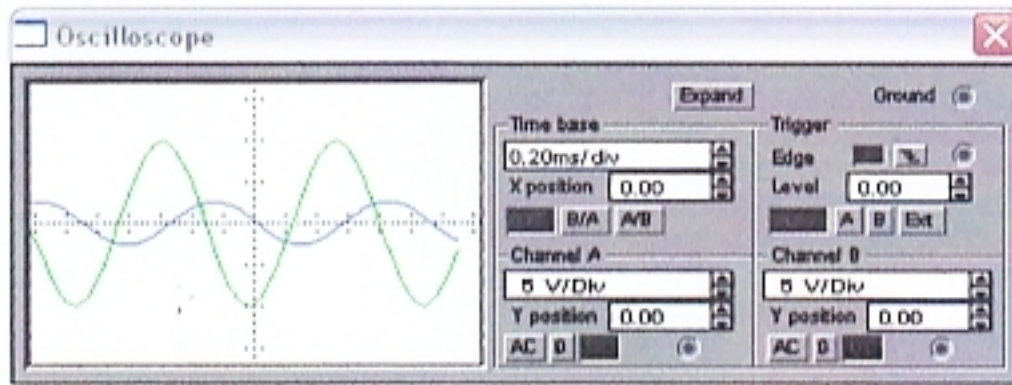 Oscilloscope
Expand
Ground
Time base
0.20ms/div
X position 0.00
B/A A/B
Trigger
Edge
Level 0.00
A B Ext
Channel A
5 V/Div
Y position 0.00
AC 0
Channel B
5 V/Div
Y position 0.00
AC 0